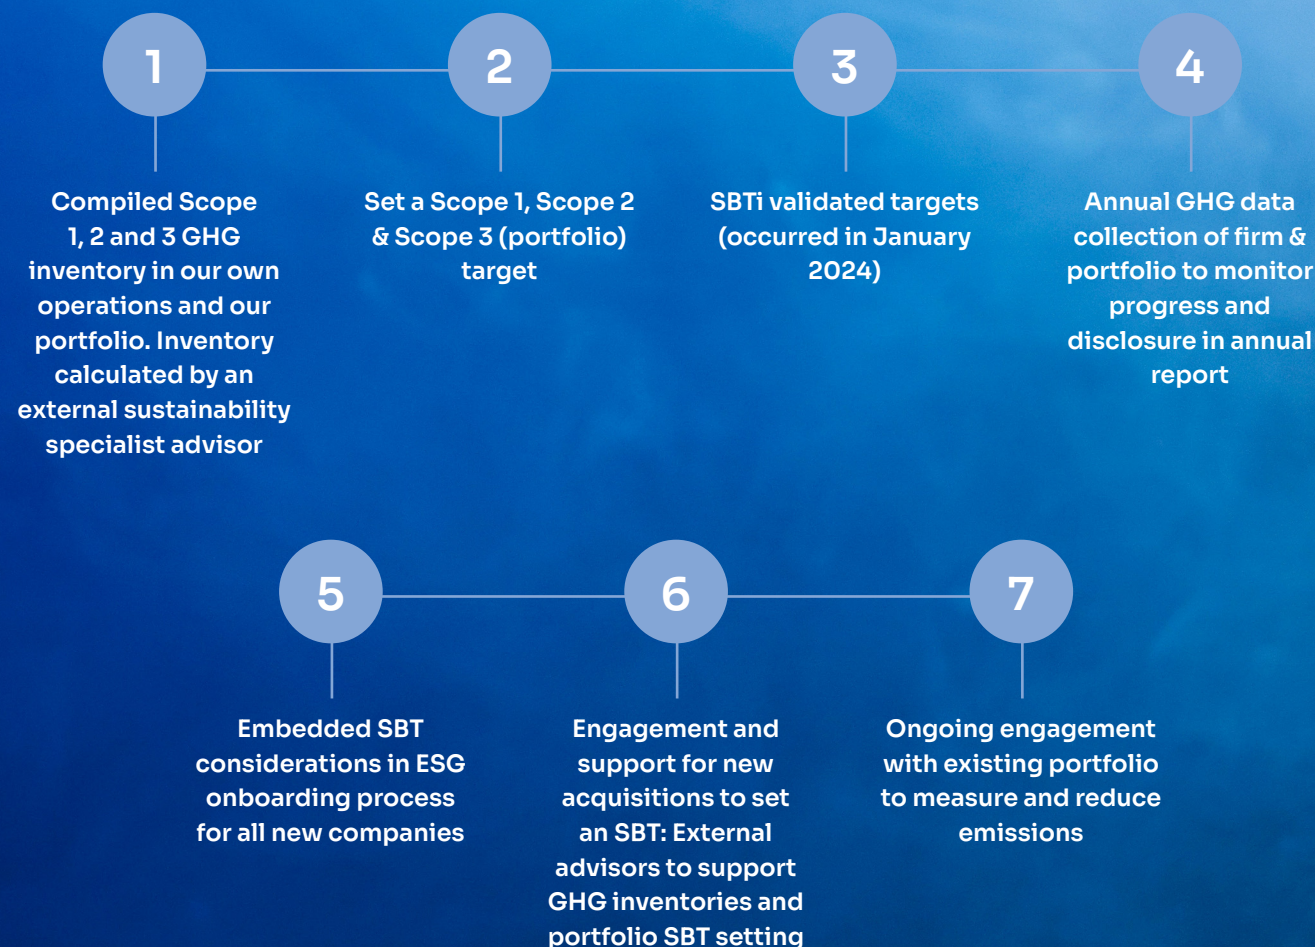 1
Compiled Scope
1, 2 and 3 GHG
inventory in our own
operations and our
portfolio. Inventory
calculated by an
external sustainability
specialist advisor
2
Set a Scope 1, Scope 2
& Scope 3 (portfolio)
target
3
SBTi validated targets
(occurred in January
2024)
4
Annual GHG data
collection of firm &
portfolio to monitor
progress and
disclosure in annual
report
5
Embedded SBT
considerations in ESG
onboarding process
for all new companies
6
Engagement and
support for new
acquisitions to set
an SBT: External
advisors to support
GHG inventories and
portfolio SBT setting
7
Ongoing engagement
with existing portfolio
to measure and reduce
emissions